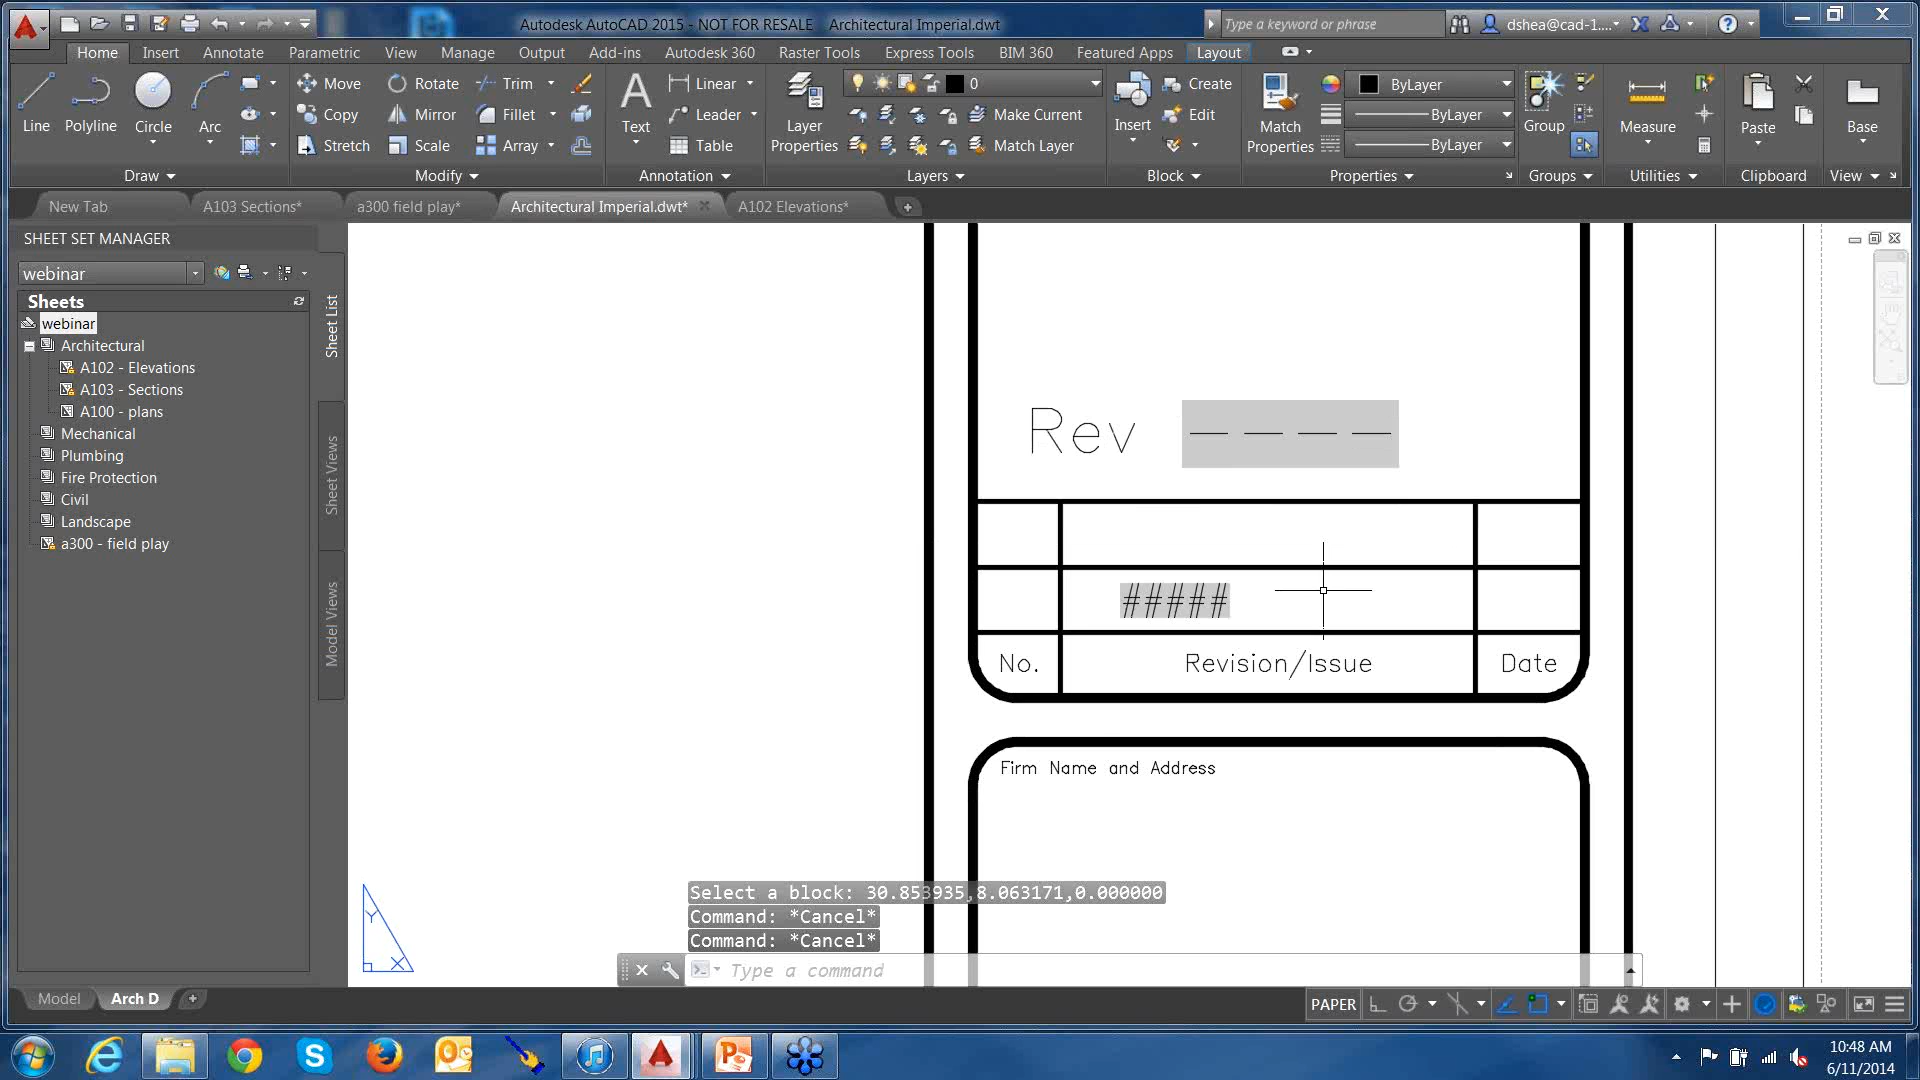 Autodesk AutoCAD 2015 - NOT FOR RESALE Architectural Imperial.dwt
Type a keyword or phrase
dshea@cad-1....
Home Insert Annotate Parametric View Manage Output Add-ins Autodesk 360 Raster Tools Express Tools BIM 360 Featured Apps Layout
Line Polyline Circle Arc
Move Rotate Trim
Copy Mirror Fillet
Stretch Scale Array
Text Linear
Leader
Table
Layer Properties
0
Make Current
Match Layer
Insert
Create
Edit
Match Properties
ByLayer
ByLayer
ByLayer
Group
Measure
Paste
Base
Draw Modify Annotation Layers Block Properties Groups Utilities Clipboard View
New Tab A103 Sections* a300 field play* Architectural Imperial.dwt* A102 Elevations*
SHEET SET MANAGER
webinar
Sheets
webinar
Architectural
A102 - Elevations
A103 - Sections
A100 - plans
Mechanical
Plumbing
Fire Protection
Civil
Landscape
a300 - field play
Sheet List
Sheet Views
Model Views
Rev ----
#####
No. Revision/Issue Date
Firm Name and Address
Y
X
Select a block: 30.853935,8.063171,0.000000
Command: *Cancel*
Command: *Cancel*
Type a command
Model Arch D
PAPER
10:48 AM
6/11/2014